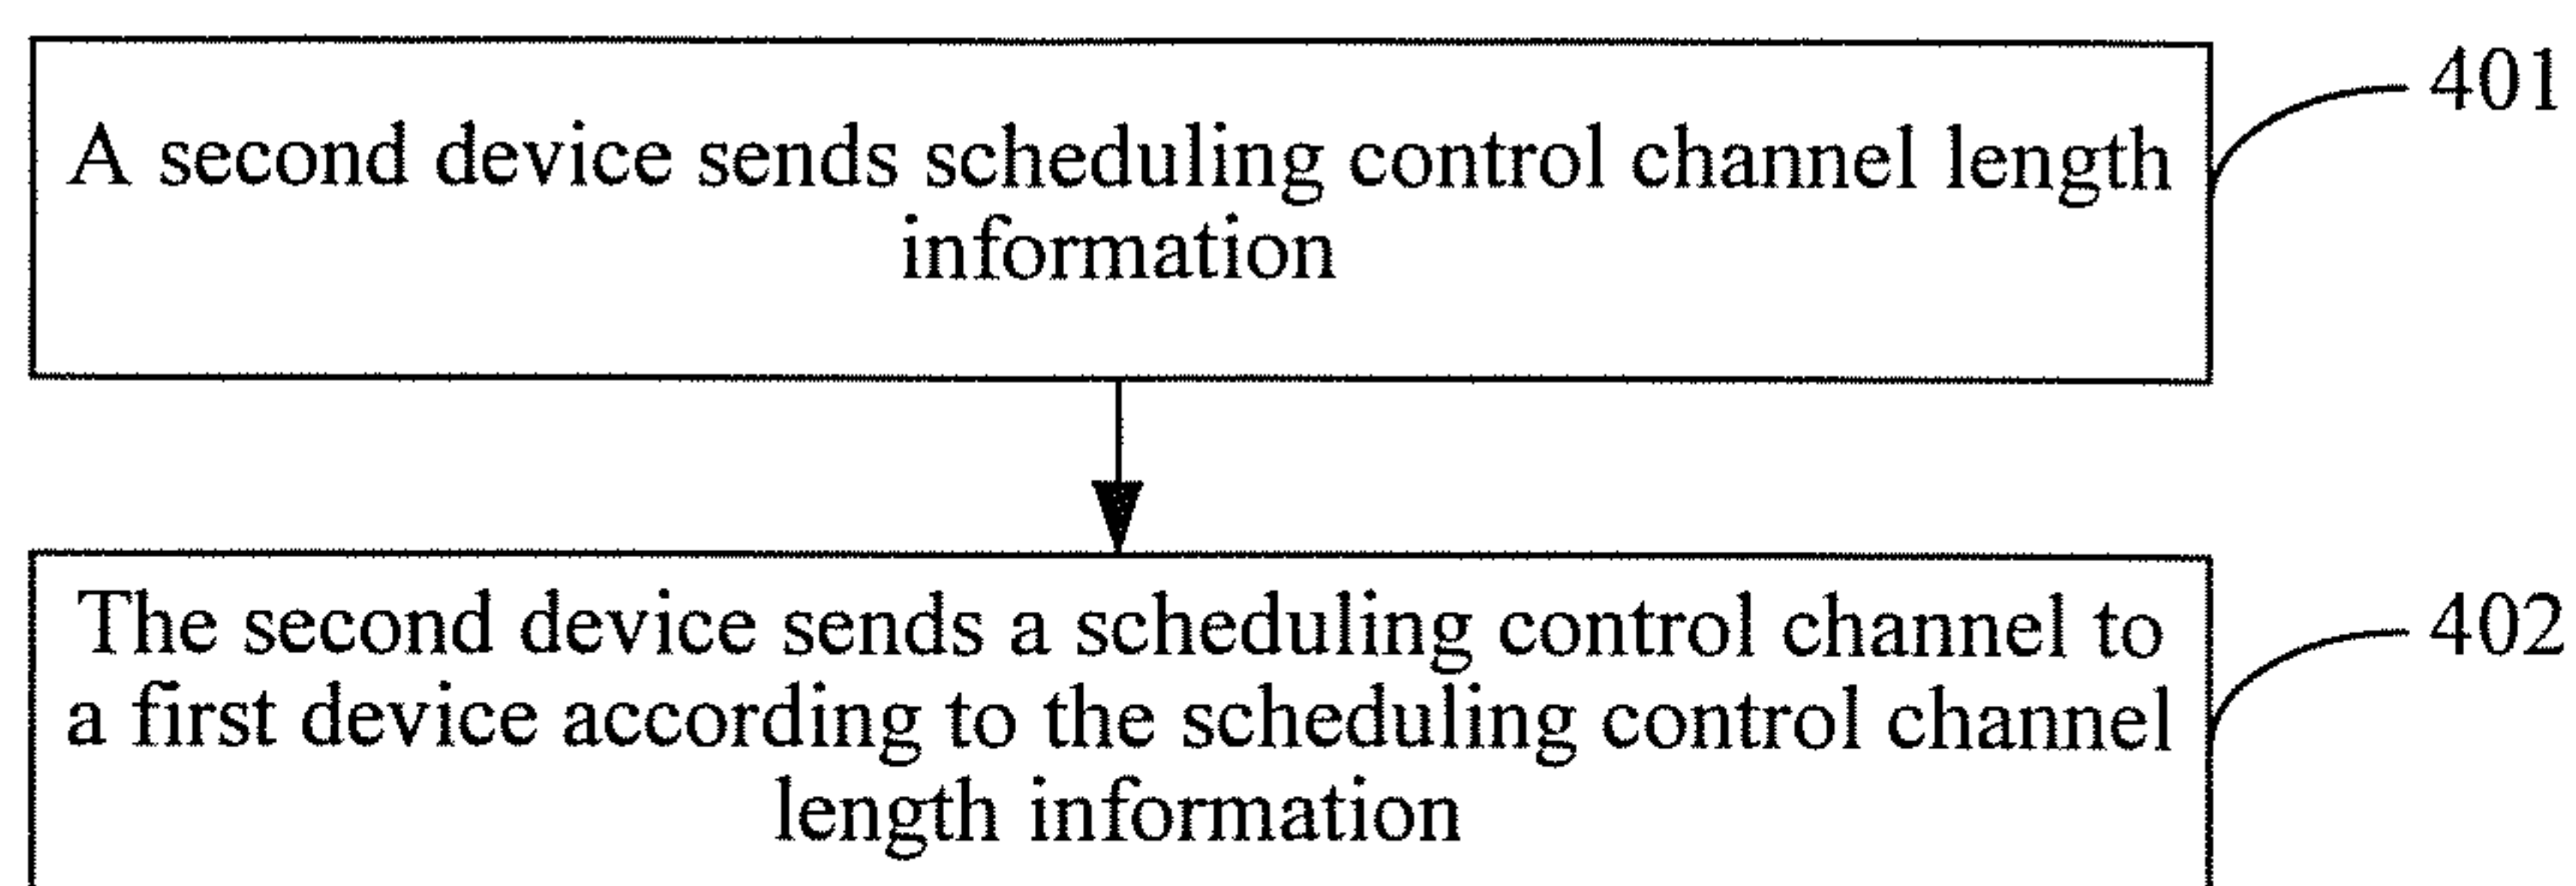 A second device sends scheduling control channel length
information
401
The second device sends a scheduling control channel to
a first device according to the scheduling control channel
length information
402